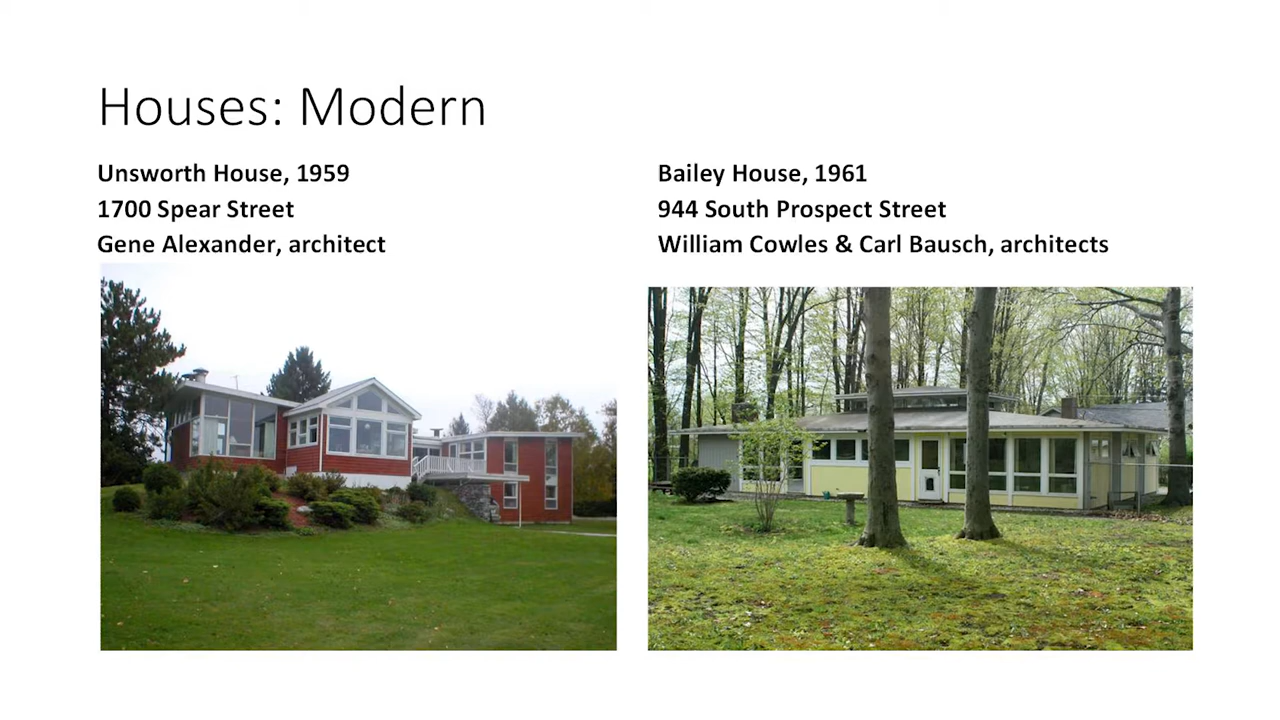 Houses: Modern
Unsworth House, 1959
1700 Spear Street
Gene Alexander, architect
Bailey House, 1961
944 South Prospect Street
William Cowles & Carl Bausch, architects